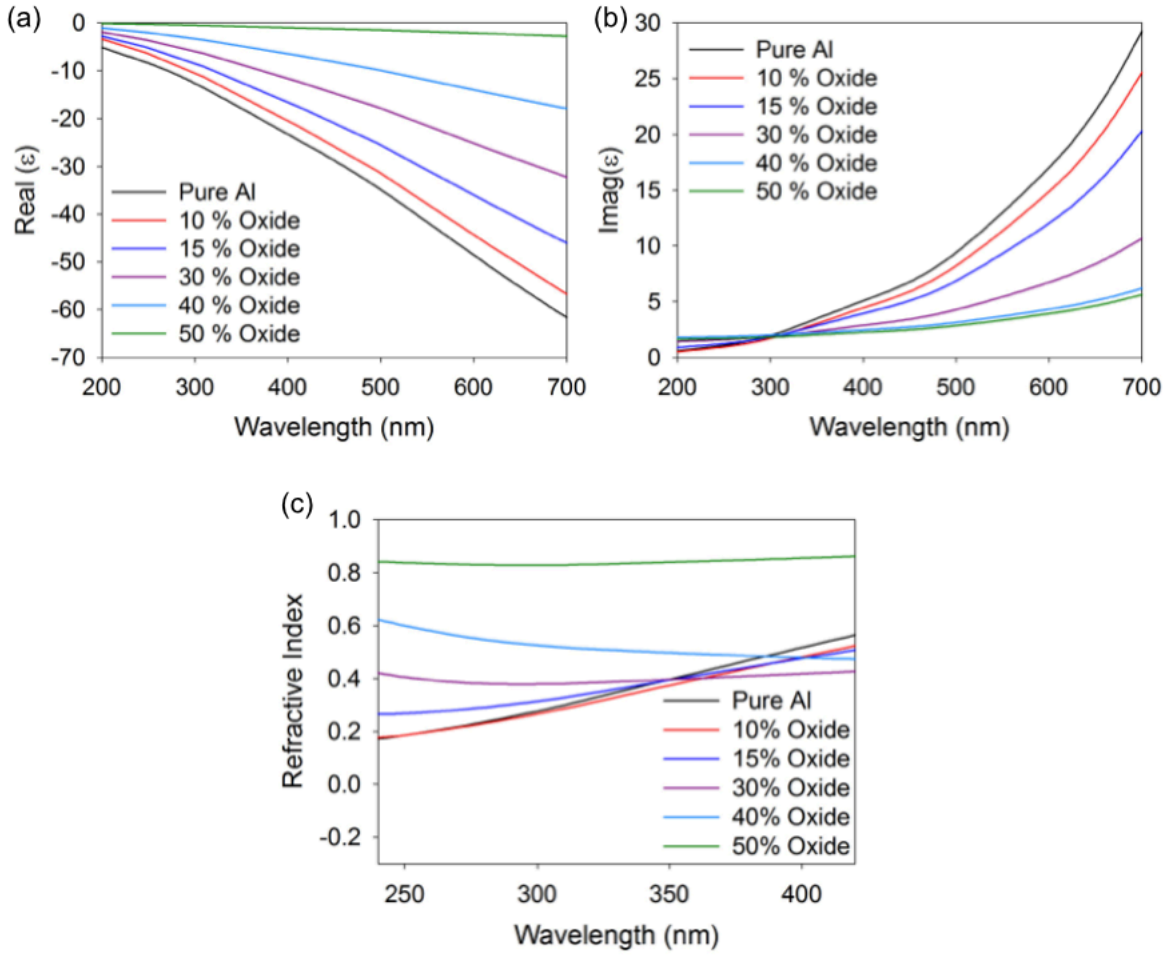 (a)
0
-10
-20
-30
-40
-50
-60
-70
Real (ε)
Pure Al
10 % Oxide
15 % Oxide
30 % Oxide
40 % Oxide
50 % Oxide
200 300 400 500 600 700
Wavelength (nm)
(b)
30
25
20
15
10
5
0
Imag(ε)
Pure Al
10 % Oxide
15 % Oxide
30 % Oxide
40 % Oxide
50 % Oxide
200 300 400 500 600 700
Wavelength (nm)
(c)
1.0
0.8
0.6
0.4
0.2
0.0
-0.2
Refractive Index
Pure Al
10% Oxide
15% Oxide
30% Oxide
40% Oxide
50% Oxide
250 300 350 400
Wavelength (nm)